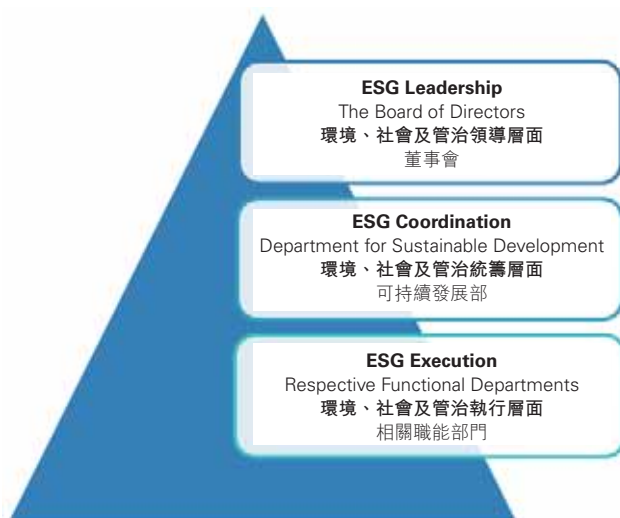 ESG Leadership
The Board of Directors
環境、社會及管治領導層面
董事會
ESG Coordination
Department for Sustainable Development
環境、社會及管治統籌層面
可持續發展部
ESG Execution
Respective Functional Departments
環境、社會及管治執行層面
相關職能部門